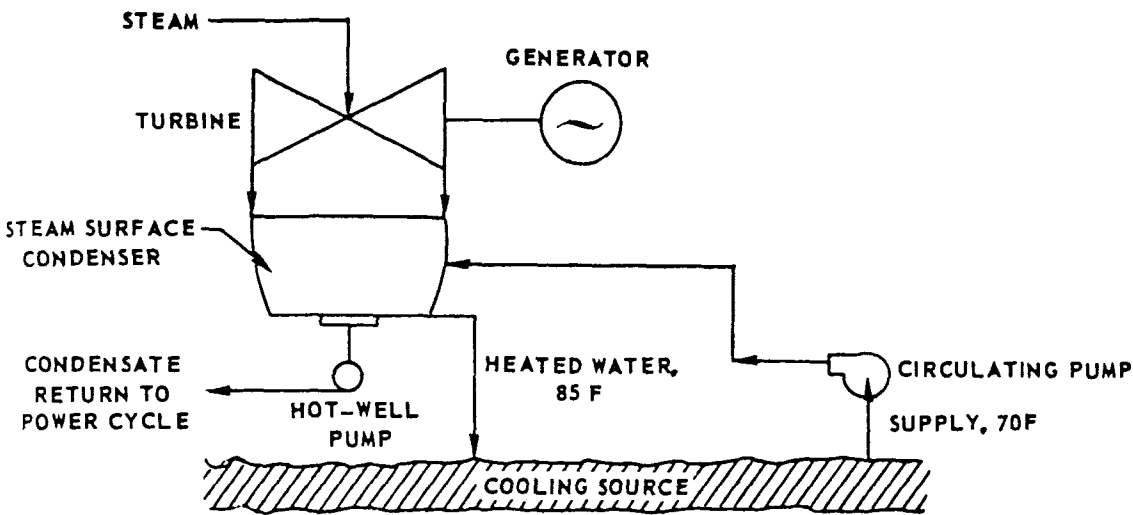 STEAM
GENERATOR
TURBINE
STEAM SURFACE
CONDENSER
CONDENSATE
RETURN TO
POWER CYCLE
HOT-WELL
PUMP
HEATED WATER,
85 F
CIRCULATING PUMP
SUPPLY, 70F
COOLING SOURCE